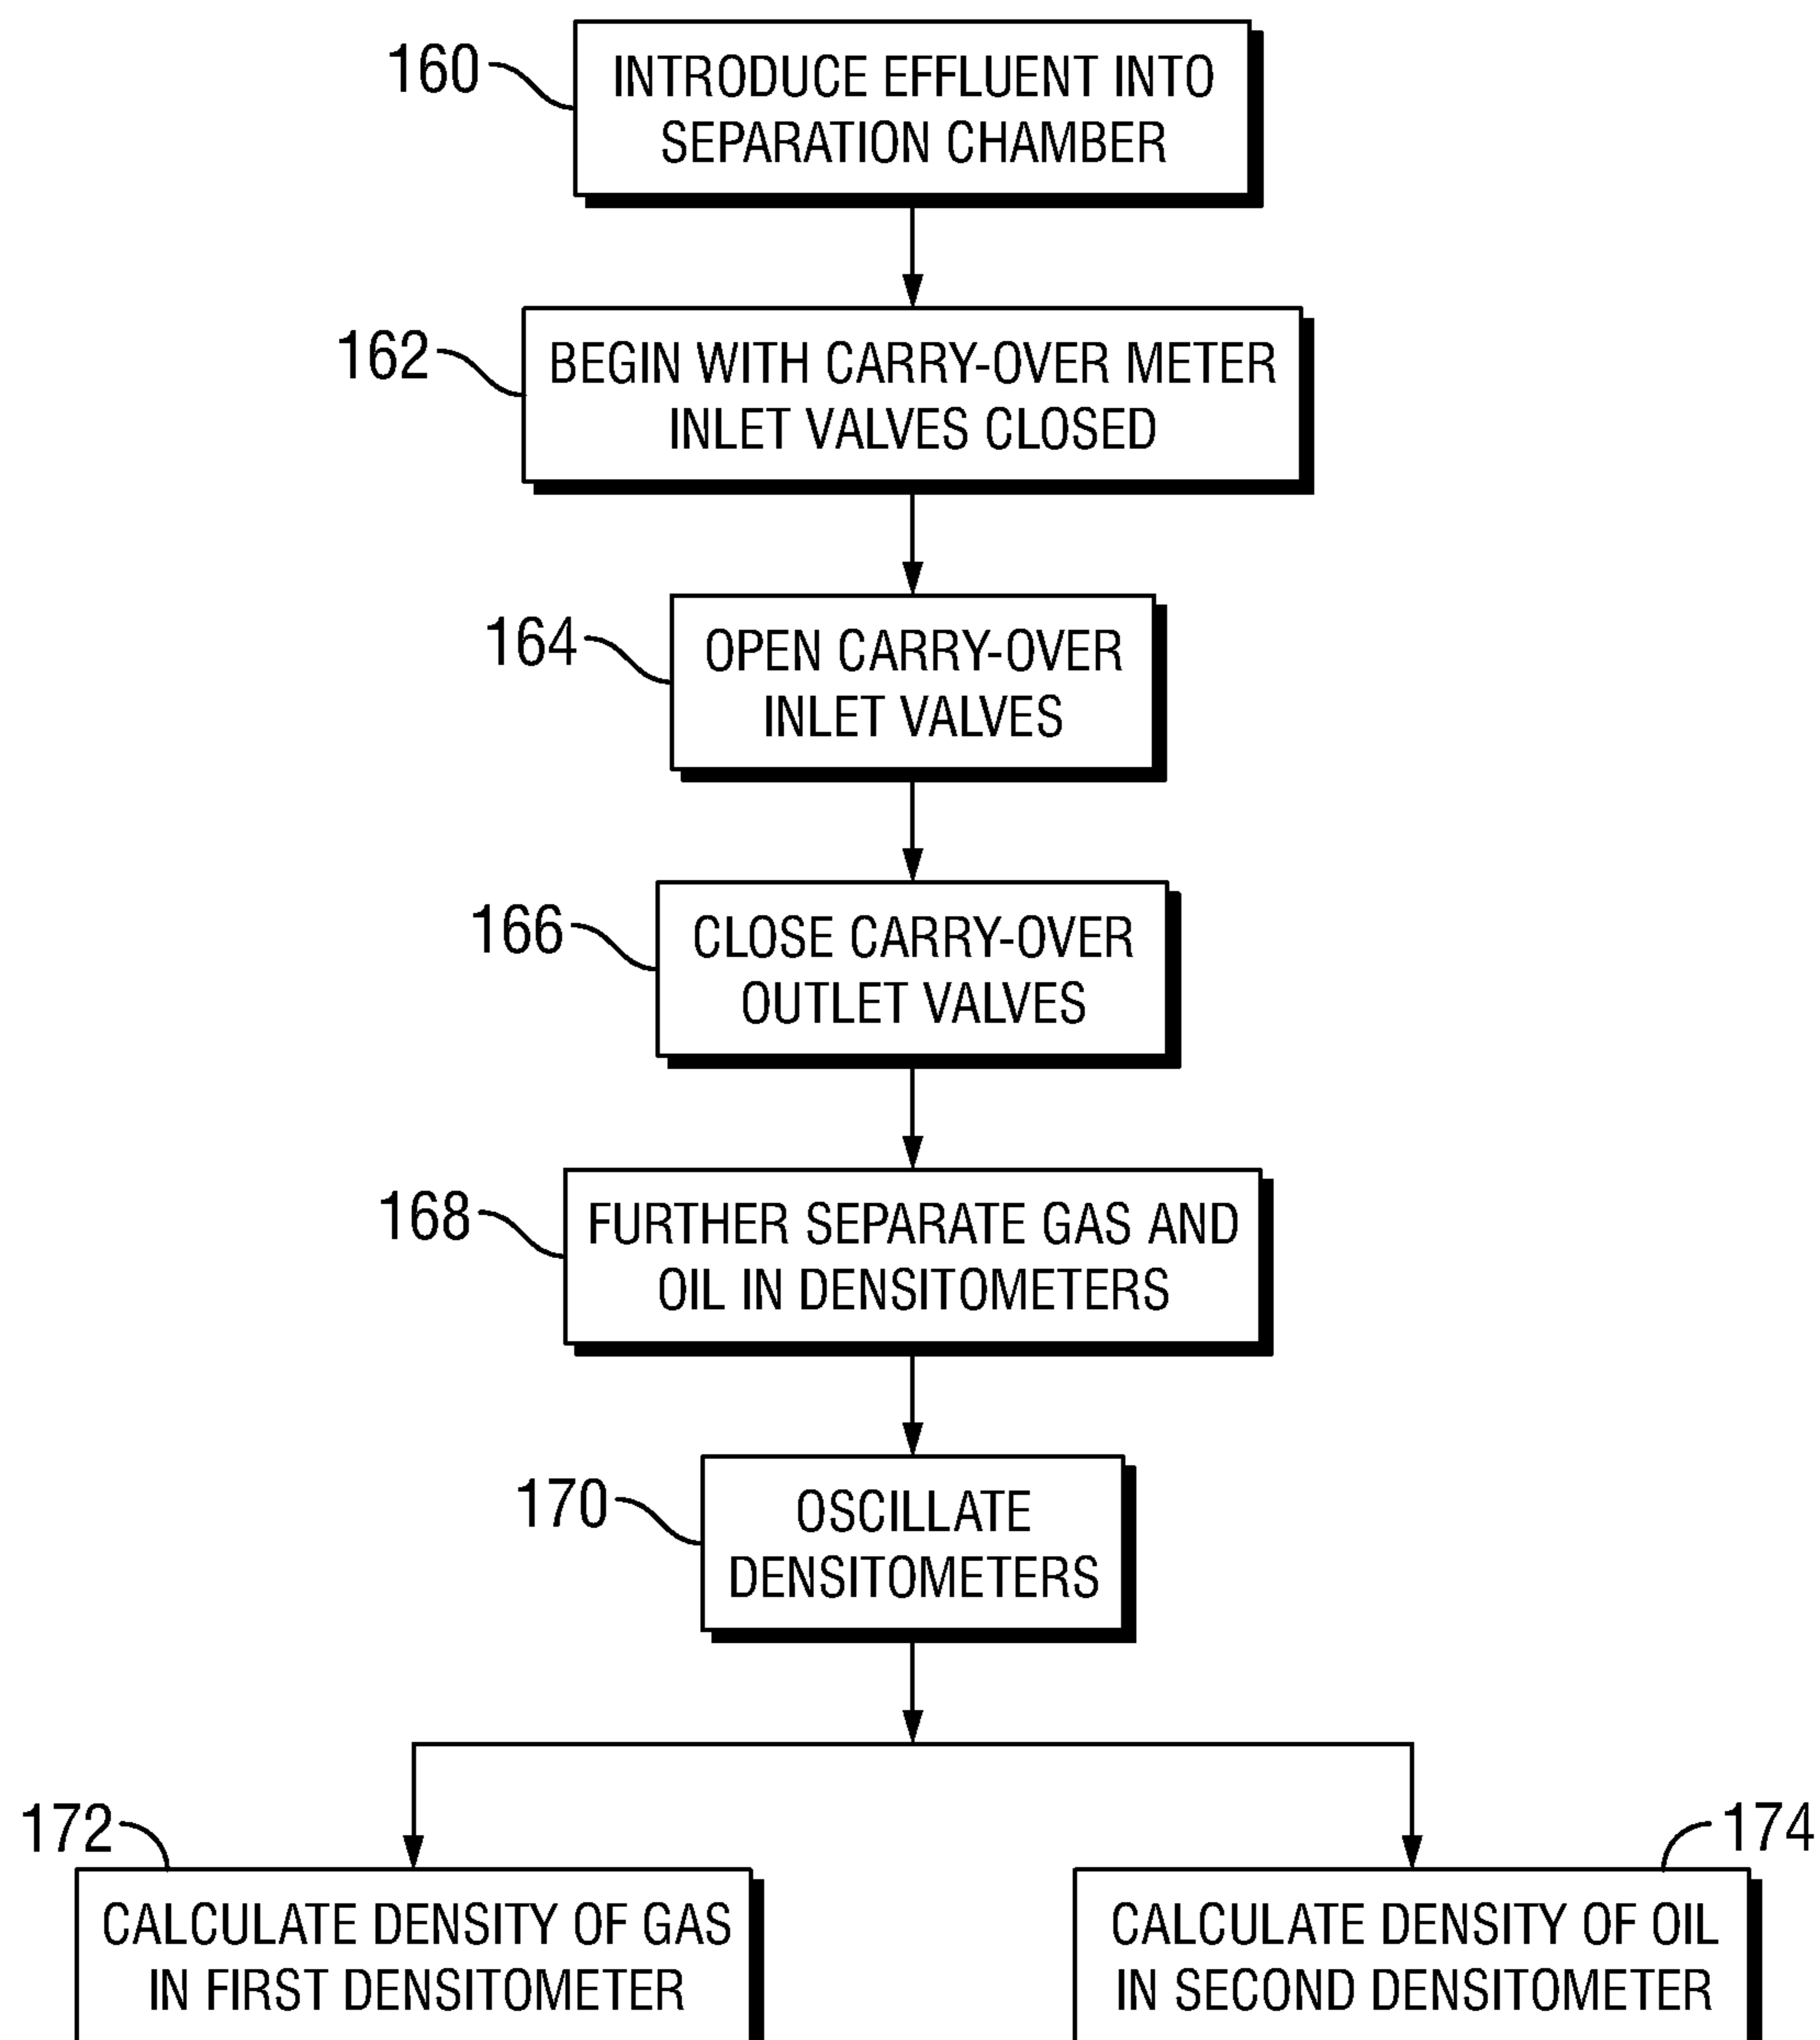 160
INTRODUCE EFFLUENT INTO
SEPARATION CHAMBER
162
BEGIN WITH CARRY-OVER METER
INLET VALVES CLOSED
164
OPEN CARRY-OVER
INLET VALVES
166
CLOSE CARRY-OVER
OUTLET VALVES
168
FURTHER SEPARATE GAS AND
OIL IN DENSITOMETERS
170
OSCILLATE
DENSITOMETERS
172
CALCULATE DENSITY OF GAS
IN FIRST DENSITOMETER
174
CALCULATE DENSITY OF OIL
IN SECOND DENSITOMETER